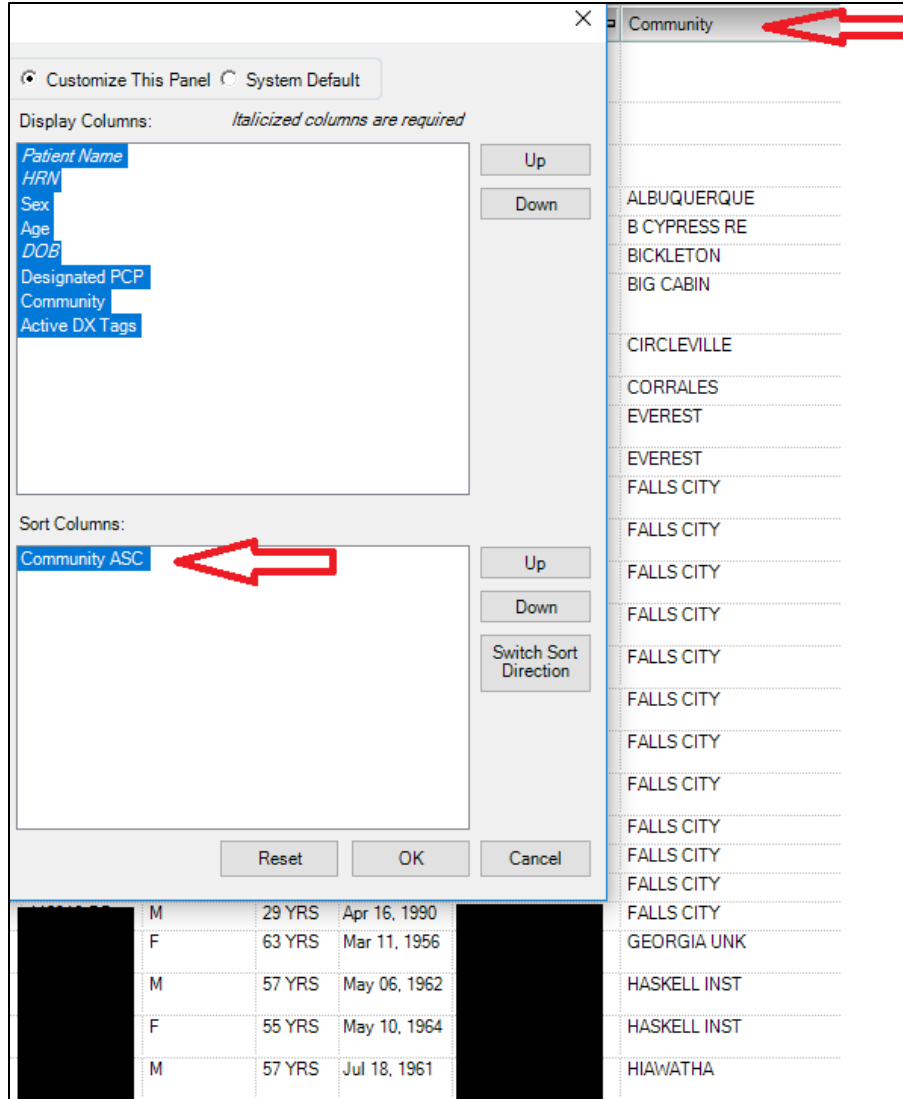 Community
Customize This Panel System Default
Display Columns: Italicized columns are required
Patient Name
HRN
Sex
Age
DOB
Designated PCP
Community
Active DX Tags
Up
Down
Sort Columns:
Community ASC
Up
Down
Switch Sort
Direction
Reset OK Cancel
ALBUQUERQUE
B CYPRESS RE
BICKLETON
BIG CABIN
CIRCLEVILLE
CORRALES
EVEREST
EVEREST
FALLS CITY
FALLS CITY
FALLS CITY
FALLS CITY
FALLS CITY
FALLS CITY
FALLS CITY
FALLS CITY
FALLS CITY
FALLS CITY
FALLS CITY
M 29 YRS Apr 16, 1990 FALLS CITY
F 63 YRS Mar 11, 1956 GEORGIA UNK
M 57 YRS May 06, 1962 HASKELL INST
F 55 YRS May 10, 1964 HASKELL INST
M 57 YRS Jul 18, 1961 HIAWATHA